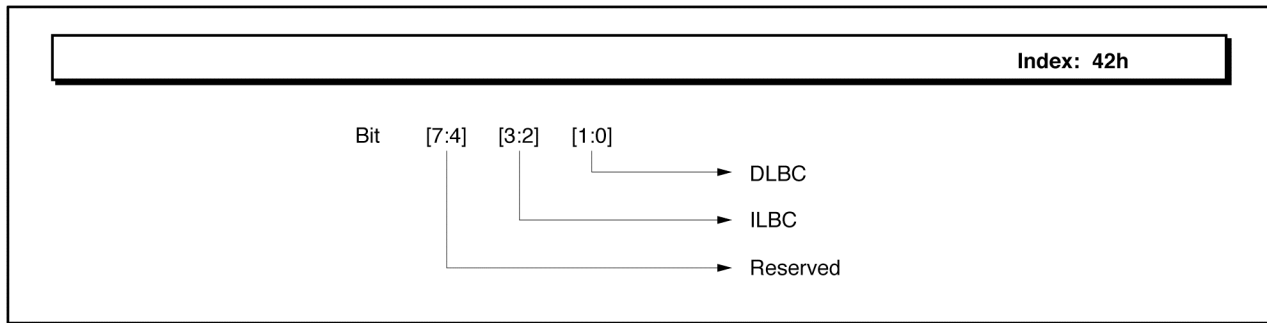 Index: 42h
Bit [7:4] [3:2] [1:0]
DLBC
ILBC
Reserved